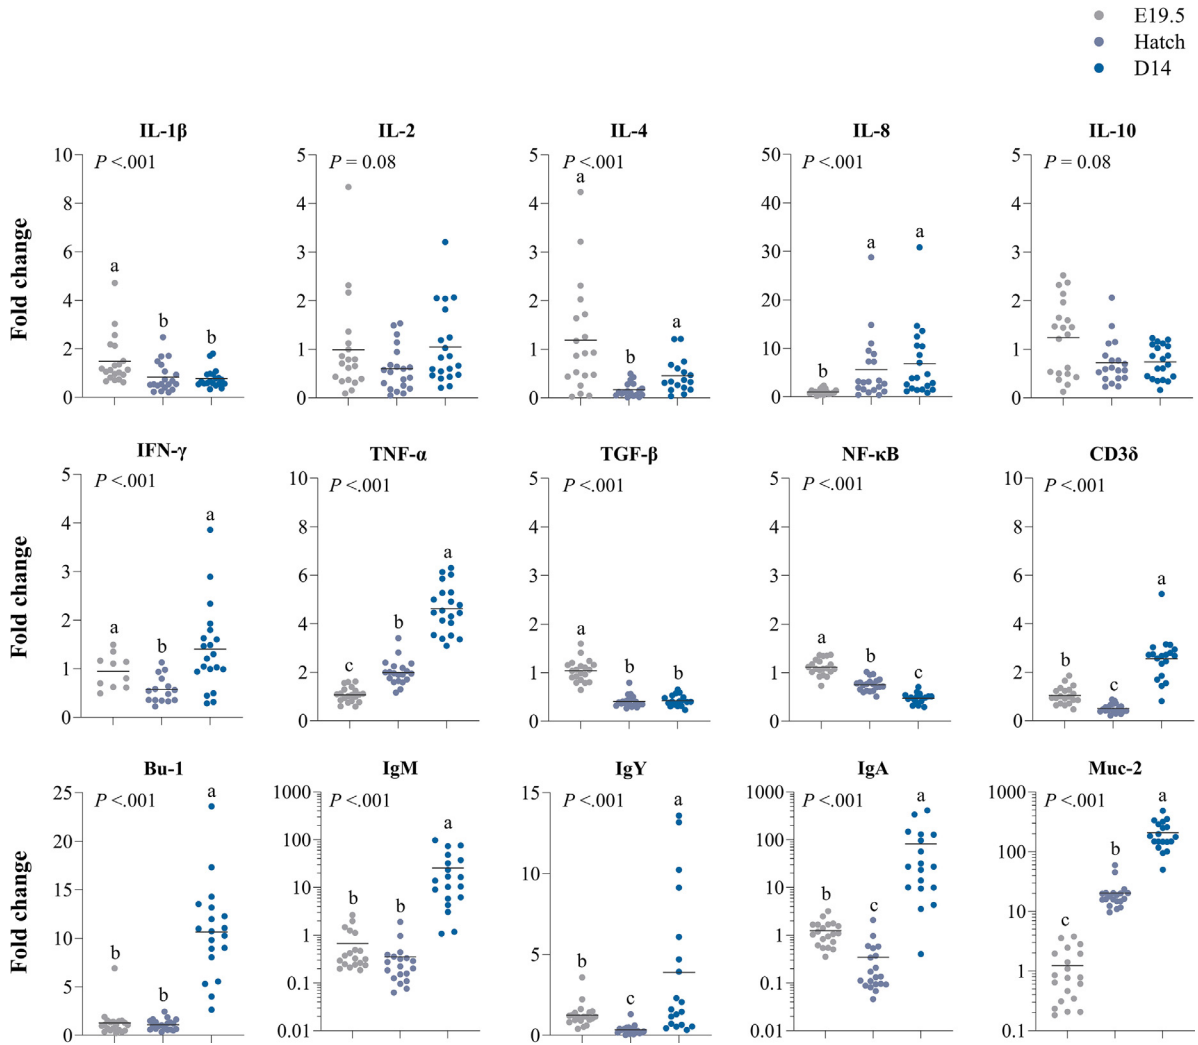 E19.5
Hatch
D14
IL-1β IL-2 IL-4 IL-8 IL-10
10 P <.001 a b b 8 6 4 2 0
5 P = 0.08 4 3 2 1 0
5 P <.001 a b a 4 3 2 1 0
50 P <.001 b a a 40 30 20 10 0
5 P = 0.08 4 3 2 1 0
Fold change
IFN-γ TNF-α TGF-β NF-κB CD3δ
5 P <.001 a b a 4 3 2 1 0
10 P <.001 c b a 8 6 4 2 0
5 P <.001 a b b 4 3 2 1 0
5 P <.001 a b c 4 3 2 1 0
10 P <.001 b c a 8 6 4 2 0
Fold change
Bu-1 IgM IgY IgA Muc-2
25 P <.001 b b a 20 15 10 5 0
1000 P <.001 b b a 100 10 1 0.1 0.01
15 P <.001 b c a 10 5 0
1000 P <.001 b c a 100 10 1 0.1 0.01
1000 P <.001 c b a 100 10 1 0.1
Fold change